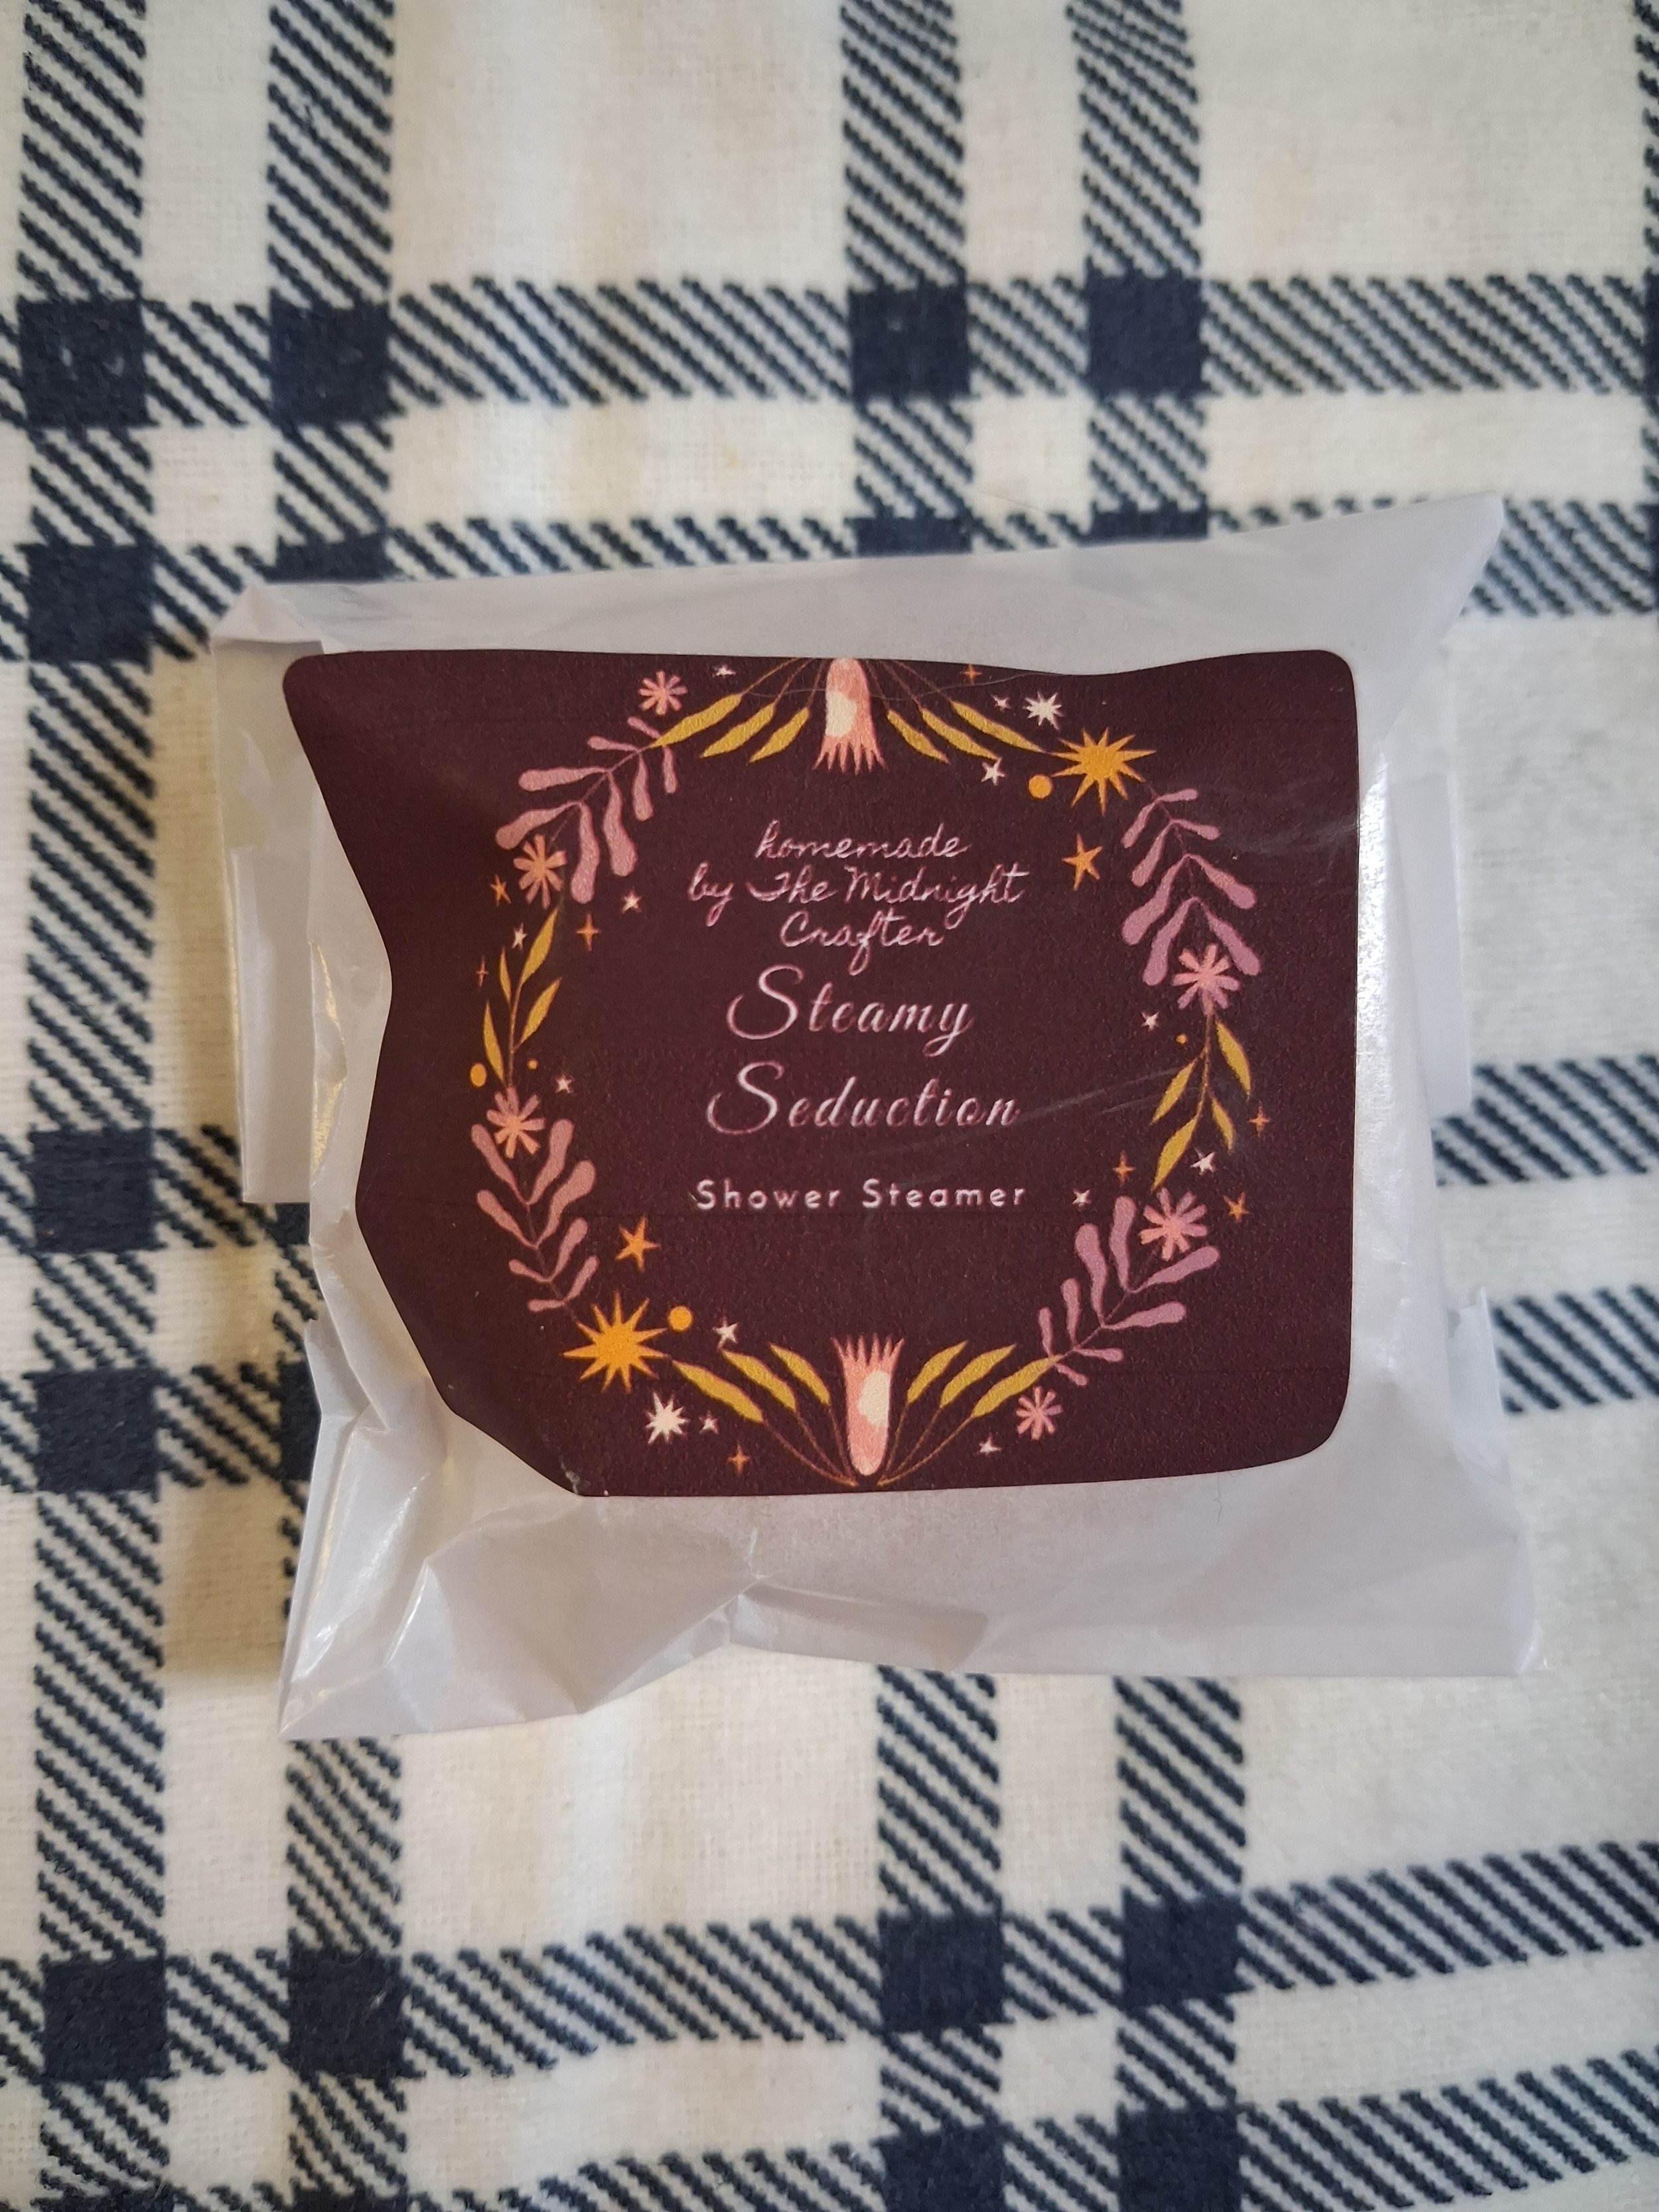 homemade
by The Midnight
Crafter
Steamy
Seduction
Shower Steamer